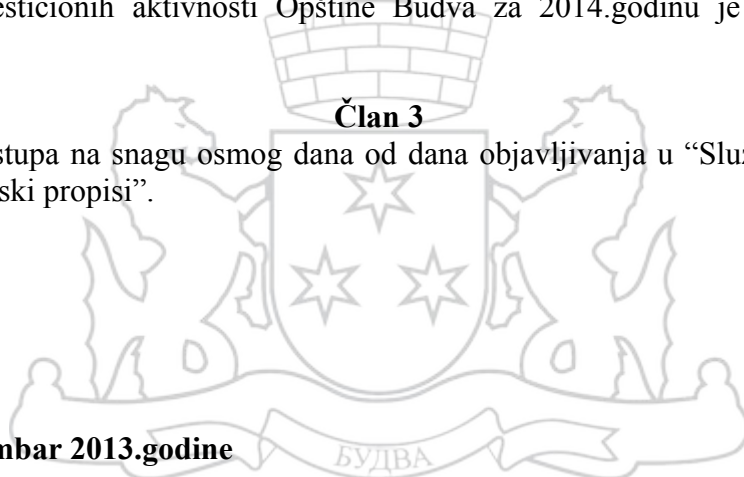 esticionih aktivnosti Opštine Budva za 2014.godinu je
Član 3
stupa na snagu osmog dana od dana objavljivanja u “Sluz
ski propisi”.
mbar 2013.godine
БУДВА